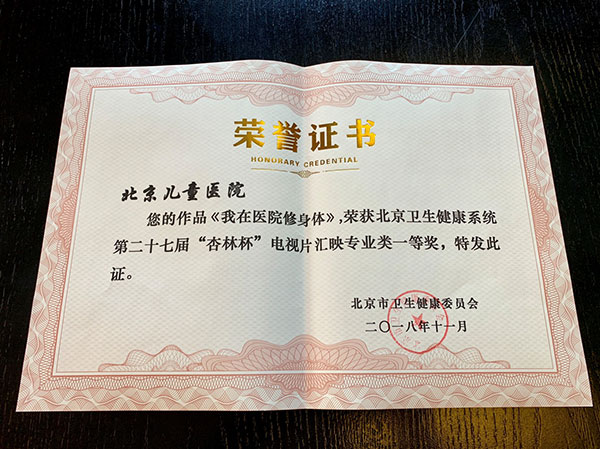 荣誉证书
HONORARY CREDENTIAL
北京儿童医院
您的作品《我在医院修身体》,荣获北京卫生健康系统
第二十七届“杏林杯”电视片汇映专业类一等奖，特发此
证。
北京市卫生健康委员会
二〇一八年十一月